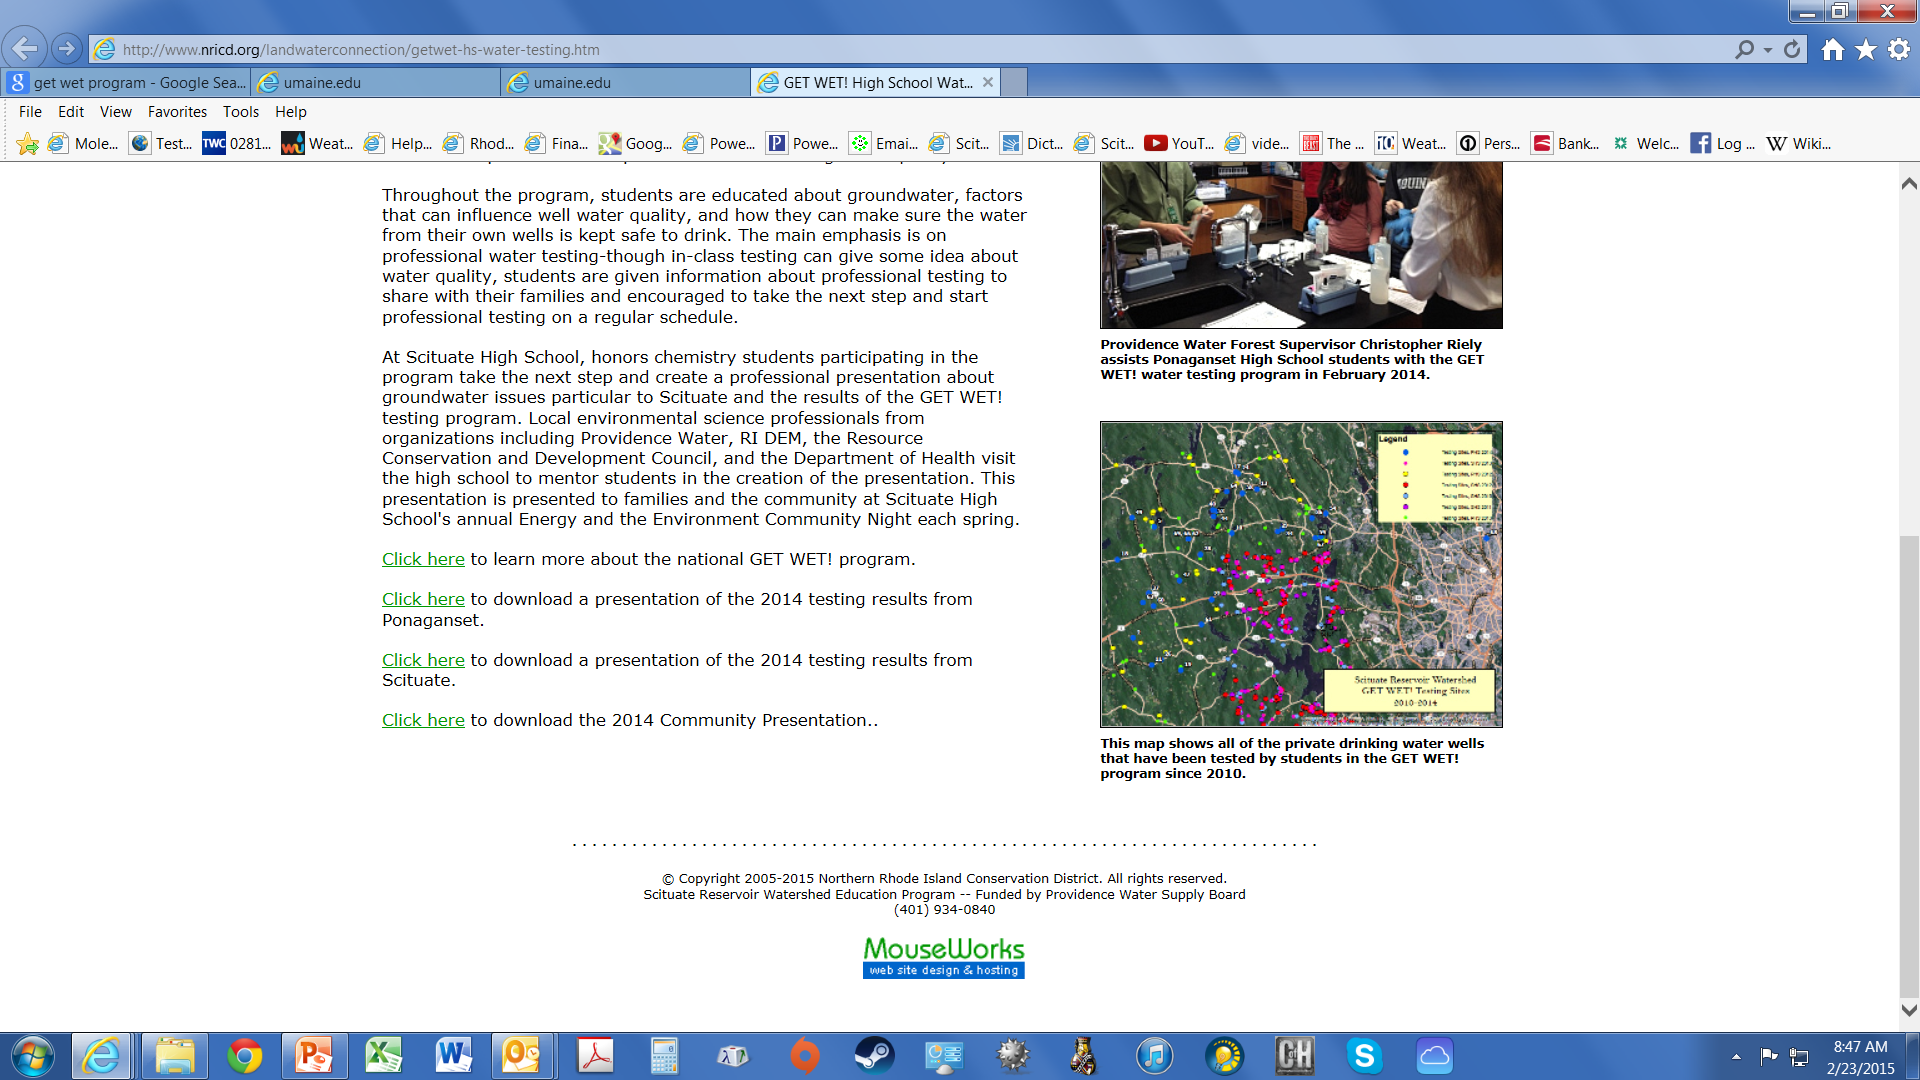 http://www.nricd.org/landwaterconnection/getwet-hs-water-testing.htm
get wet program - Google Sea...
umaine.edu
umaine.edu
GET WET! High School Wat...
File Edit View Favorites Tools Help
Mole... Test... TWC 0281... Weat... Help... Rhod... Fina... Goog... Powe... P Powe... Emai... Scit... Dict... Scit... YouT... vide... The ... Weat... Pers... Bank... Welc... Log ... W Wiki...
Throughout the program, students are educated about groundwater, factors
that can influence well water quality, and how they can make sure the water
from their own wells is kept safe to drink. The main emphasis is on
professional water testing-though in-class testing can give some idea about
water quality, students are given information about professional testing to
share with their families and encouraged to take the next step and start
professional testing on a regular schedule.
At Scituate High School, honors chemistry students participating in the
program take the next step and create a professional presentation about
groundwater issues particular to Scituate and the results of the GET WET!
testing program. Local environmental science professionals from
organizations including Providence Water, RI DEM, the Resource
Conservation and Development Council, and the Department of Health visit
the high school to mentor students in the creation of the presentation. This
presentation is presented to families and the community at Scituate High
School's annual Energy and the Environment Community Night each spring.
Click here to learn more about the national GET WET! program.
Click here to download a presentation of the 2014 testing results from
Ponaganset.
Click here to download a presentation of the 2014 testing results from
Scituate.
Click here to download the 2014 Community Presentation..
Providence Water Forest Supervisor Christopher Riely
assists Ponaganset High School students with the GET
WET! water testing program in February 2014.
Legend
Scituate Reservoir Watershed
GET WET! Testing Sites
2010-2014
This map shows all of the private drinking water wells
that have been tested by students in the GET WET!
program since 2010.
© Copyright 2005-2015 Northern Rhode Island Conservation District. All rights reserved.
Scituate Reservoir Watershed Education Program -- Funded by Providence Water Supply Board
(401) 934-0840
MouseWorks
web site design & hosting
8:47 AM
2/23/2015